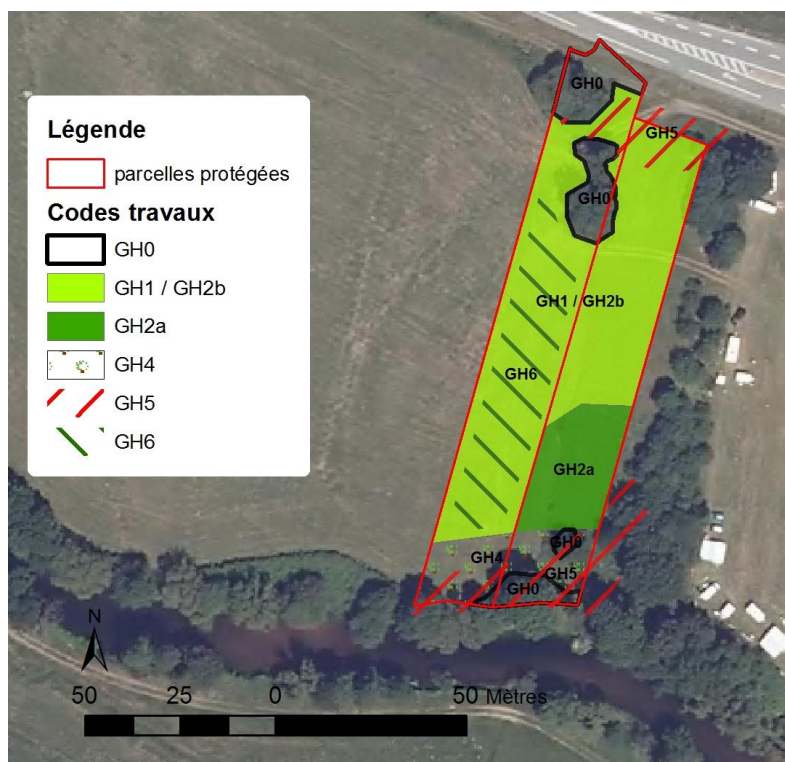 Légende
parcelles protégées
Codes travaux
GH0
GH1 / GH2b
GH2a
GH4
GH5
GH6
GH0
GH5
GH0
GH1 / GH2b
GH6
GH2a
GH0
GH4
GH5
GH0
N
50 25 0 50 Mètres